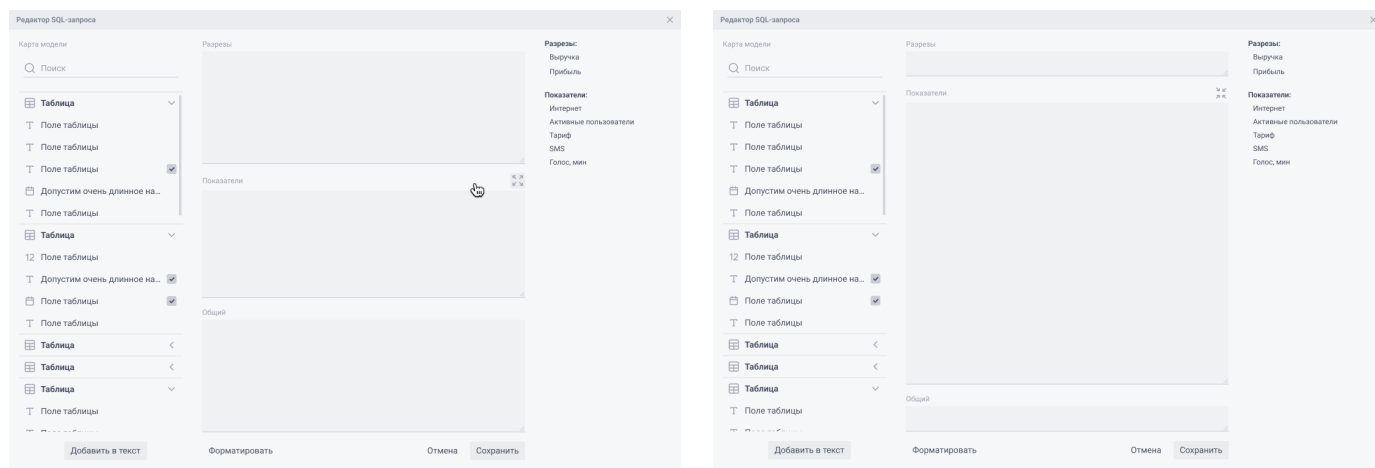 Редактор SQL-запроса
Карта модели
Поиск
Таблица
Поле таблицы
Поле таблицы
Поле таблицы
Допустим очень длинное на...
Поле таблицы
Таблица
12 Поле таблицы
Допустим очень длинное на...
Поле таблицы
Поле таблицы
Таблица
Таблица
Таблица
Поле таблицы
Добавить в текст
Разрезы
Показатели
Общий
Форматировать
Отмена
Сохранить
Разрезы:
Выручка
Прибыль
Показатели:
Интернет
Активные пользователи
Тариф
SMS
Голос, мин
Редактор SQL-запроса
Карта модели
Поиск
Таблица
Поле таблицы
Поле таблицы
Поле таблицы
Допустим очень длинное на...
Поле таблицы
Таблица
12 Поле таблицы
Допустим очень длинное на...
Поле таблицы
Поле таблицы
Таблица
Таблица
Таблица
Поле таблицы
Добавить в текст
Разрезы
Показатели
Общий
Форматировать
Отмена
Сохранить
Разрезы:
Выручка
Прибыль
Показатели:
Интернет
Активные пользователи
Тариф
SMS
Голос, мин